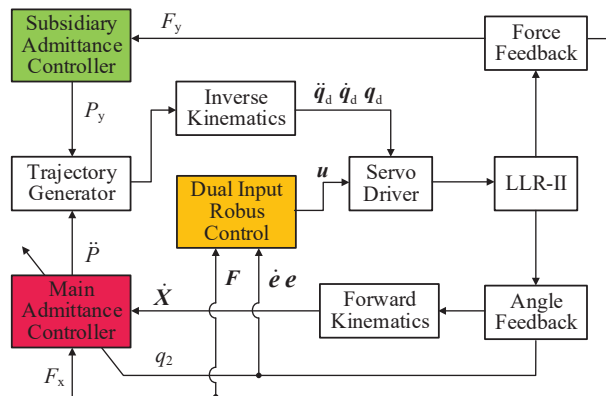 Subsidiary
Admittance
Controller
F_y
Force
Feedback
P_y
Inverse
Kinematics
q̈_d q̇_d q_d
Trajectory
Generator
Dual Input
Robus
Control
u
Servo
Driver
LLR-II
P̈
F
ė e
Main
Admittance
Controller
Ẋ
Forward
Kinematics
Angle
Feedback
q_2
F_x